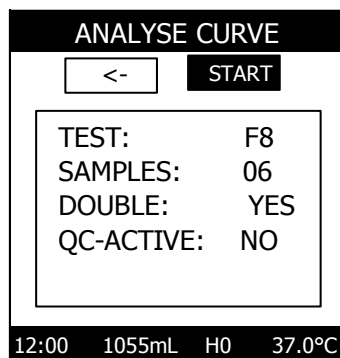 ANALYSE CURVE
<- START
TEST: F8
SAMPLES: 06
DOUBLE: YES
QC-ACTIVE: NO
12:00 1055mL H0 37.0°C